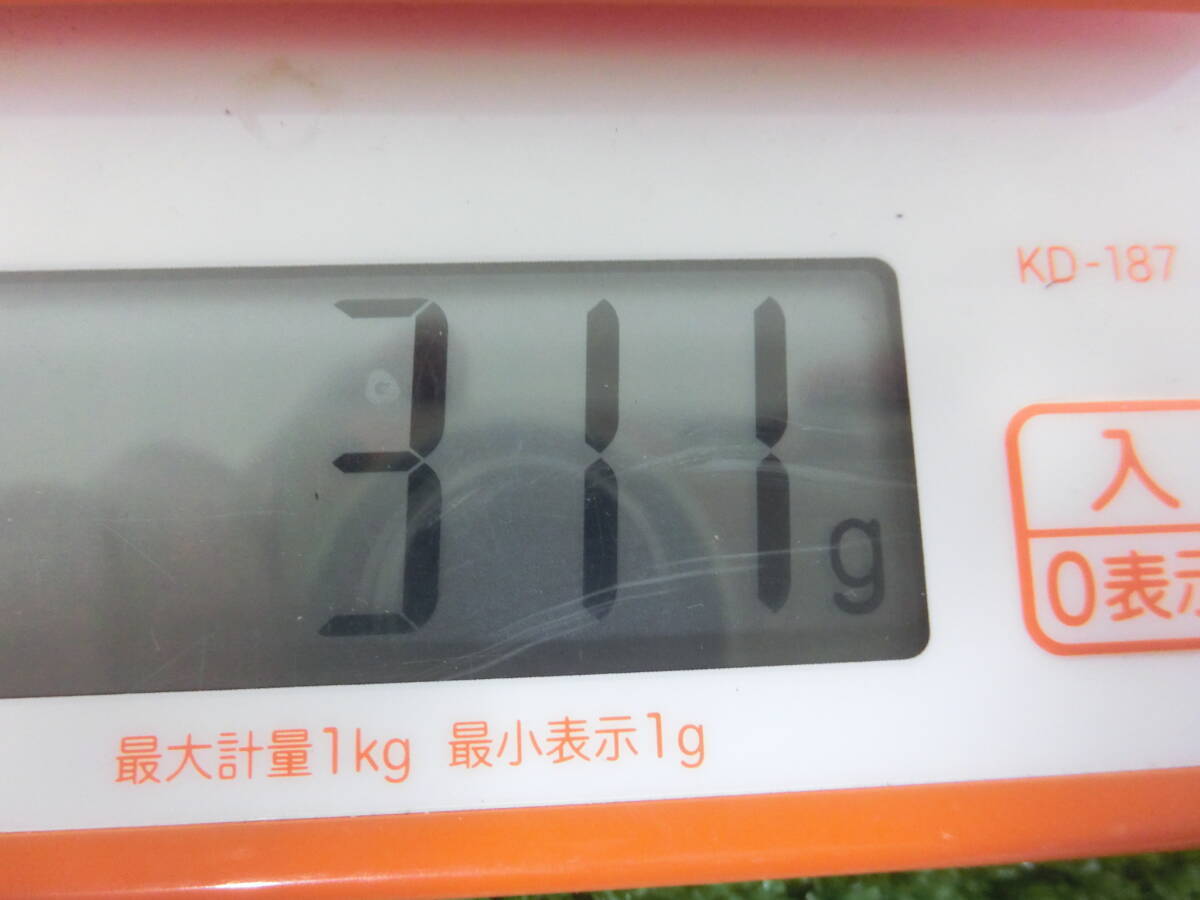 KD-187
311g
入
0表示
最大計量1kg 最小表示1g